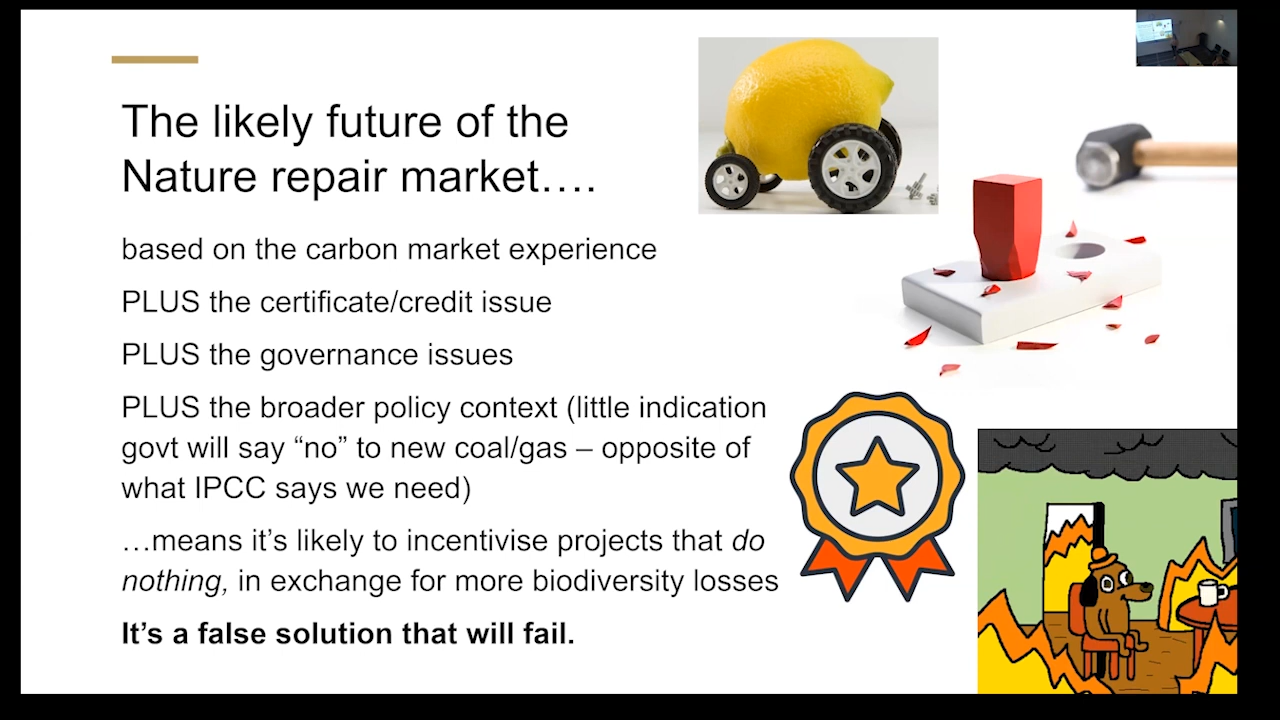 The likely future of the
Nature repair market….
based on the carbon market experience
PLUS the certificate/credit issue
PLUS the governance issues
PLUS the broader policy context (little indication
govt will say “no” to new coal/gas – opposite of
what IPCC says we need)
…means it’s likely to incentivise projects that do
nothing, in exchange for more biodiversity losses
It’s a false solution that will fail.